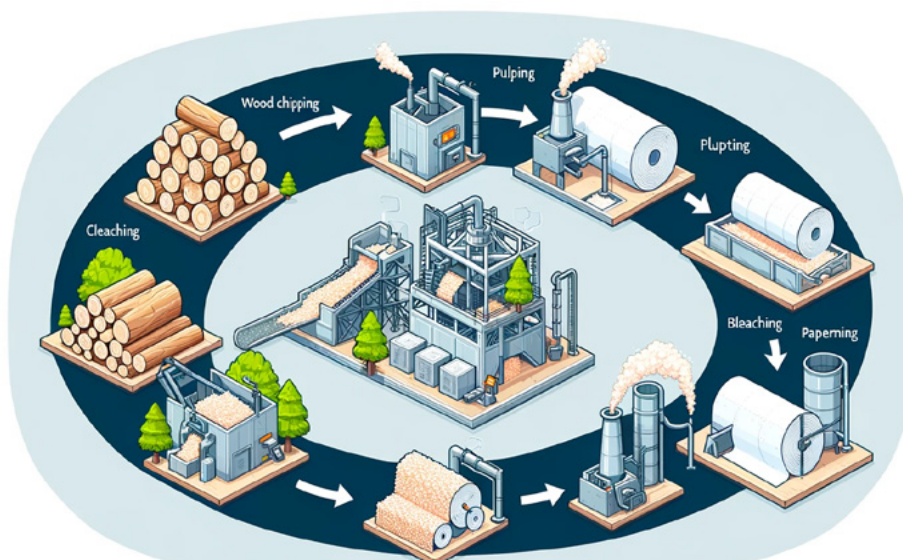 Pulping
Wood chipping
Plupting
Cleaching
Bleaching
Paperning